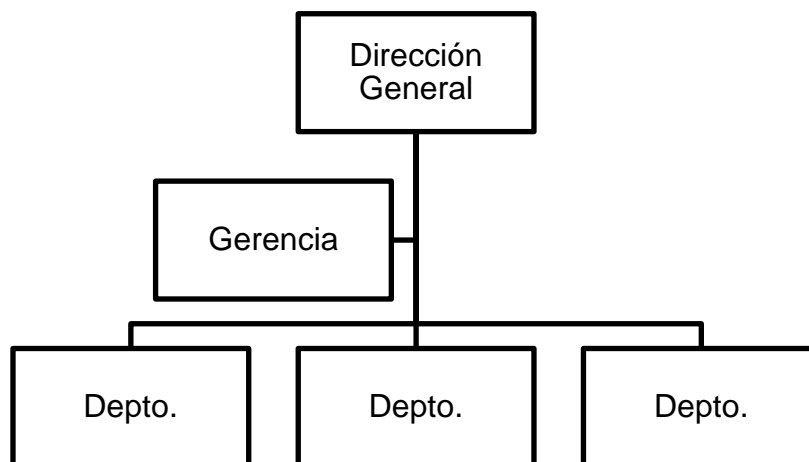 Dirección
General
Gerencia
Depto.
Depto.
Depto.